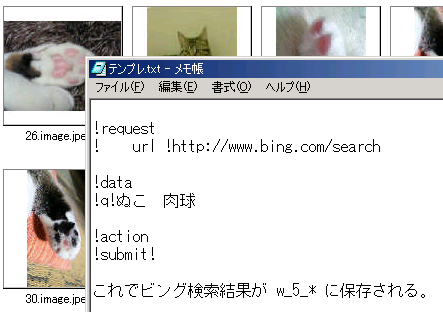 テンプレ.txt - メモ帳
ファイル(F) 編集(E) 書式(O) ヘルプ(H)
!request
!    url !http://www.bing.com/search
!data
!q!ぬこ　肉球
!action
!submit!
これでビング検索結果が w_5_* に保存される。
26.image.jpe
30.image.jpe